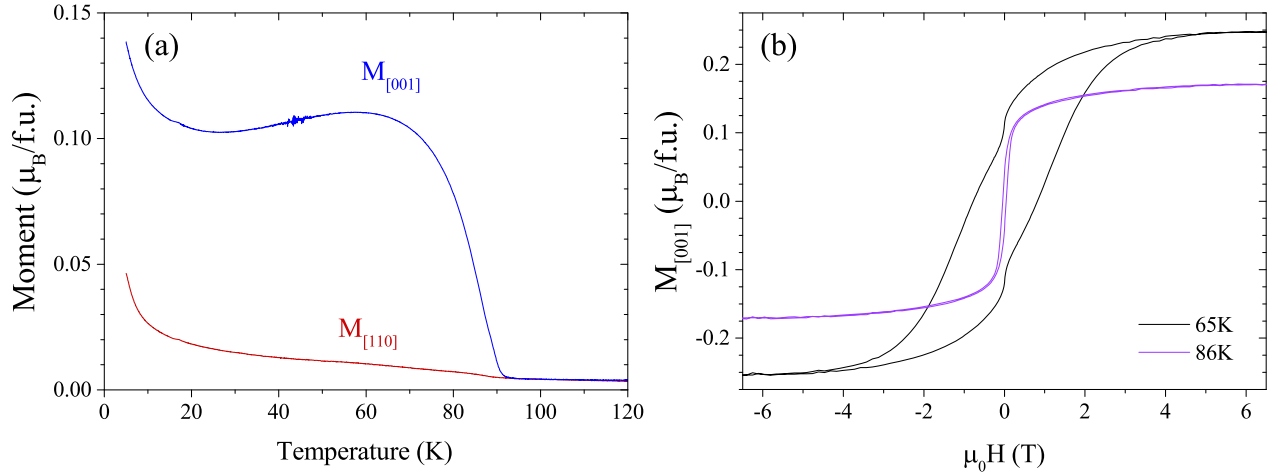 (a)
M[001]
M[110]
0.15
0.10
0.05
0.00
0
20
40
60
80
100
120
Moment (μB/f.u.)
Temperature (K)
(b)
0.2
0.1
0.0
-0.1
-0.2
-6
-4
-2
0
2
4
6
M[001] (μB/f.u.)
μ0H (T)
65K
86K